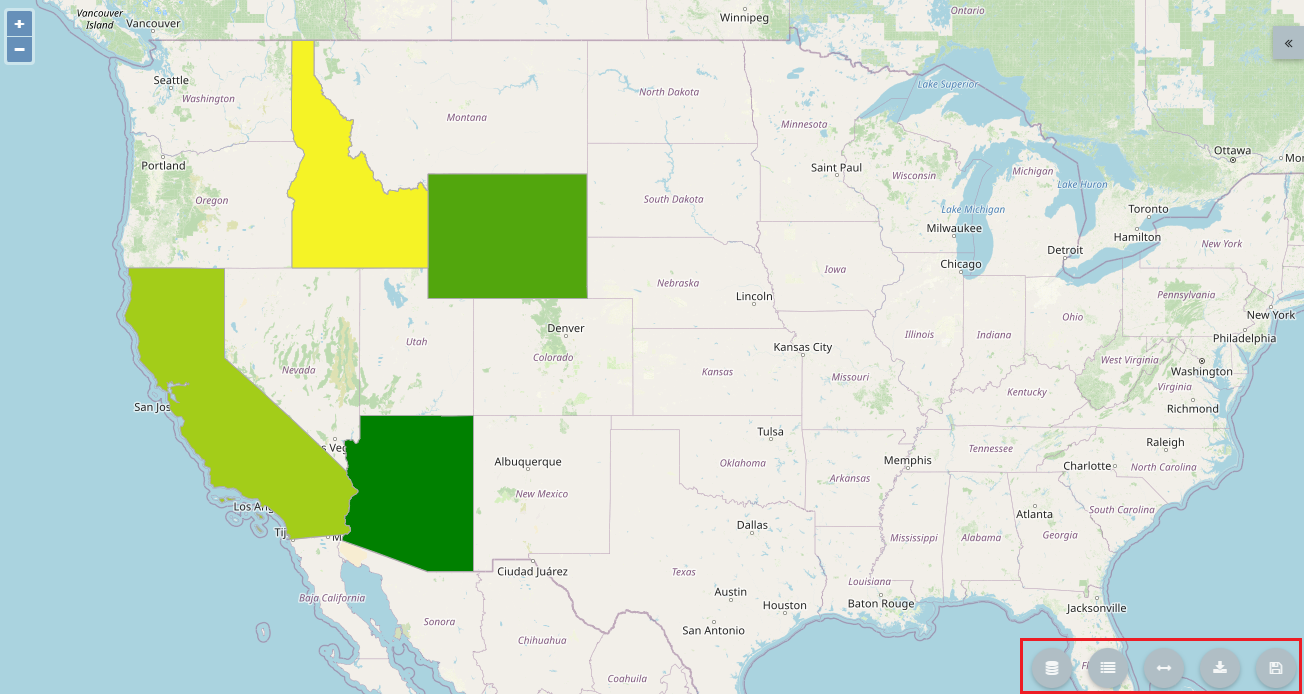 Vancouver
Island
Vancouver
Winnipeg
Ontario
+
−
«
Seattle
Washington
Lake Superior
North Dakota
Montana
Minnesota
Ottawa
Mon
Portland
Saint Paul
Wisconsin
Michigan
Lake Huron
Oregon
South Dakota
Lake Michigan
Toronto
Milwaukee
Hamilton
New York
Detroit
Chicago
Iowa
Nebraska
Lincoln
Pennsylvania
New York
Ohio
Denver
Illinois
Indiana
Philadelphia
Utah
Kansas City
Colorado
West Virginia
Nevada
Kansas
Missouri
Washington
Virginia
Kentucky
San Jos
Richmond
Tulsa
Raleigh
s Veg
Tennessee
Albuquerque
Oklahoma
Memphis
Charlotte
North Carolina
Arkansas
New Mexico
Los Ang
South Carolina
Atlanta
Dallas
Tij
M
Mississippi
Alabama
Georgia
Ciudad Juárez
Texas
Louisiana
Baja California
Austin
Houston
Baton Rouge
Jacksonville
Sonora
San Antonio
Chihuahua
Fl
Coahuila